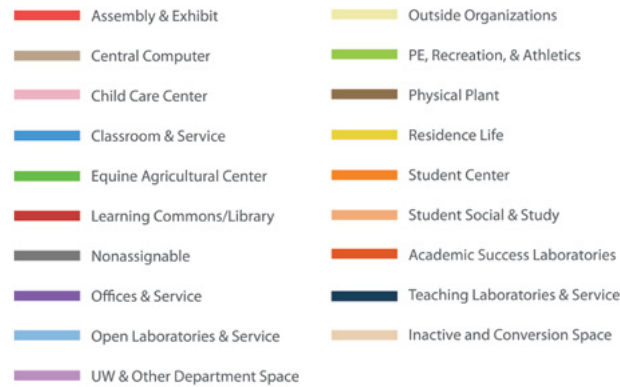 Assembly & Exhibit
Central Computer
Child Care Center
Classroom & Service
Equine Agricultural Center
Learning Commons/Library
Nonassignable
Offices & Service
Open Laboratories & Service
UW & Other Department Space
Outside Organizations
PE, Recreation, & Athletics
Physical Plant
Residence Life
Student Center
Student Social & Study
Academic Success Laboratories
Teaching Laboratories & Service
Inactive and Conversion Space